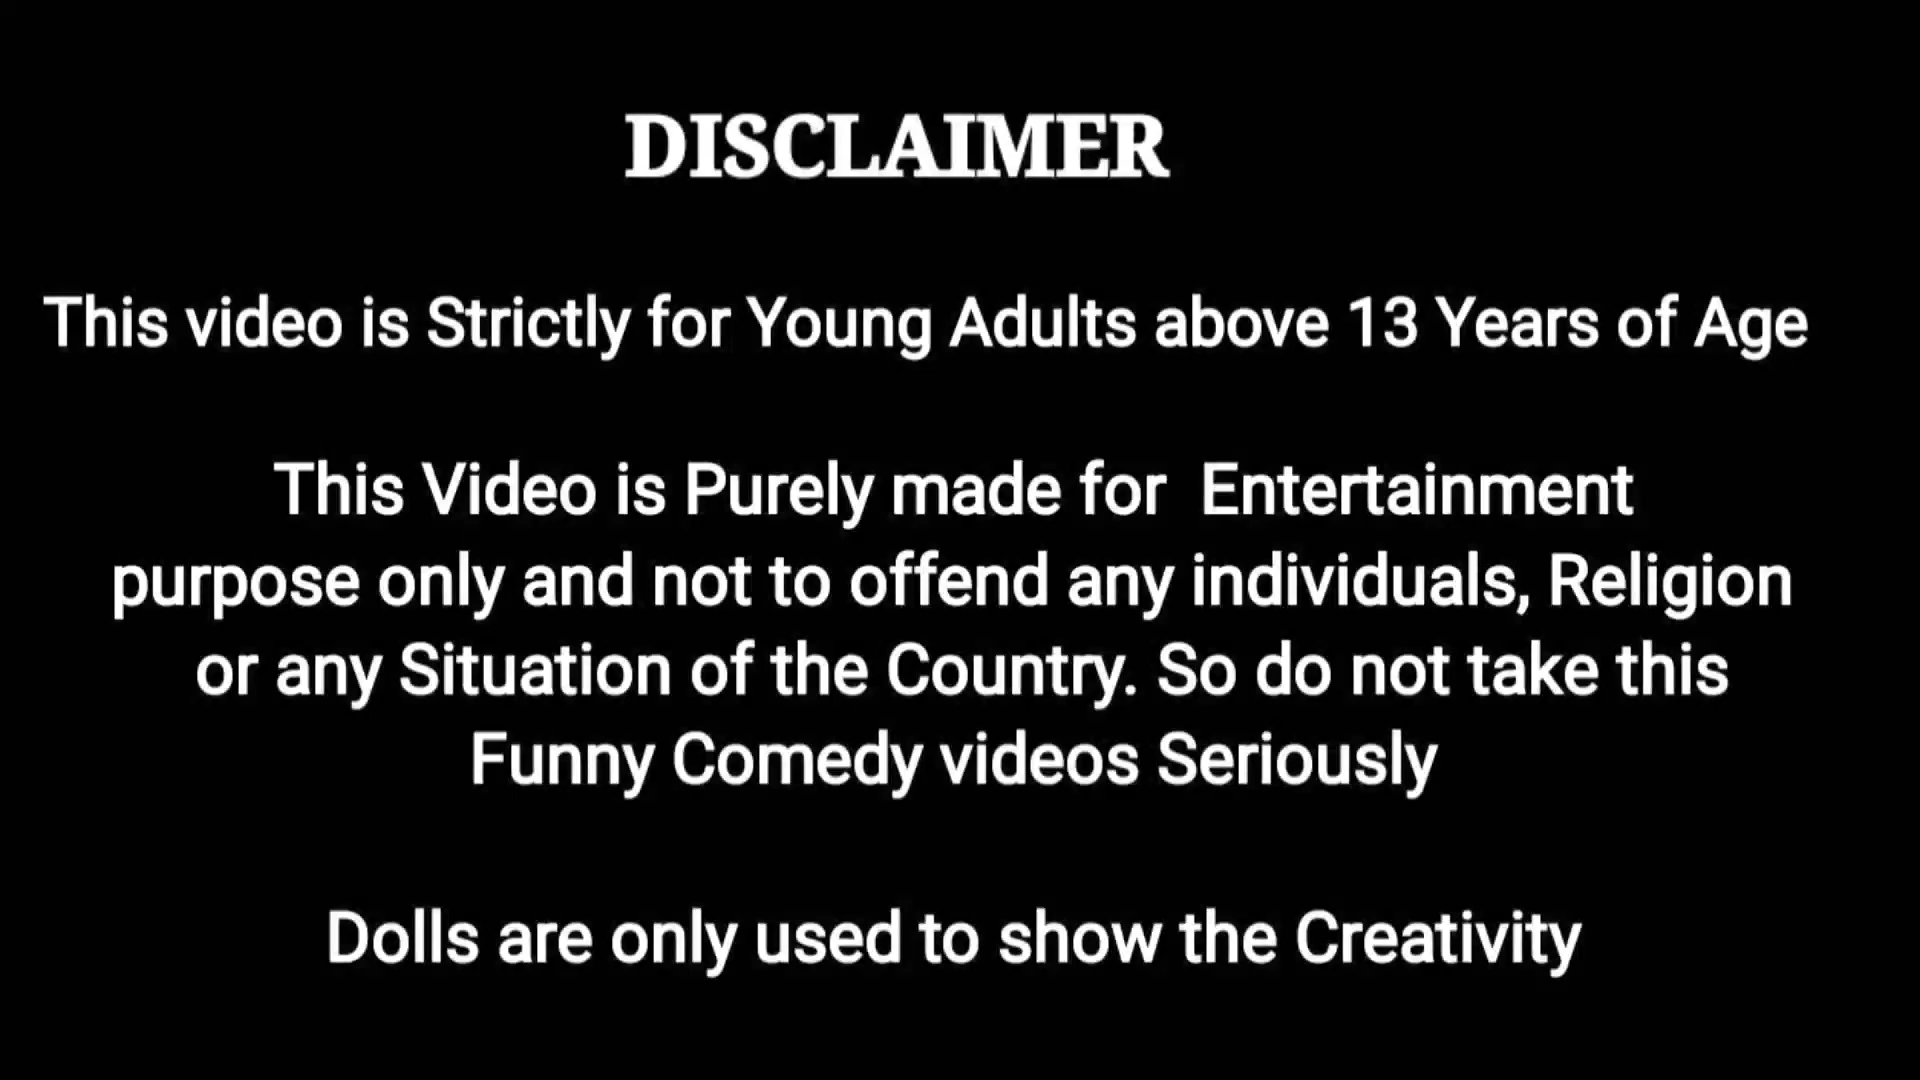 DISCLAIMER
This video is Strictly for Young Adults above 13 Years of Age
This Video is Purely made for  Entertainment
purpose only and not to offend any individuals, Religion
or any Situation of the Country. So do not take this
Funny Comedy videos Seriously
Dolls are only used to show the Creativity